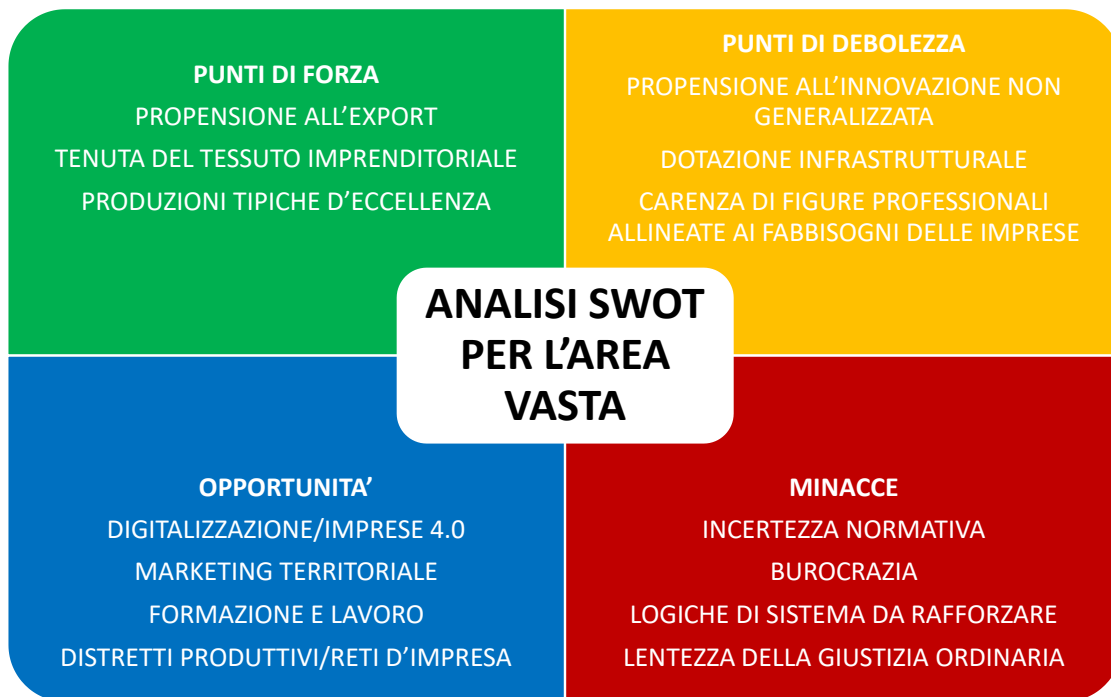 PUNTI DI FORZA
PROPENSIONE ALL’EXPORT
TENUTA DEL TESSUTO IMPRENDITORIALE
PRODUZIONI TIPICHE D’ECCELLENZA
PUNTI DI DEBOLEZZA
PROPENSIONE ALL’INNOVAZIONE NON
GENERALIZZATA
DOTAZIONE INFRASTRUTTURALE
CARENZA DI FIGURE PROFESSIONALI
ALLINEATE AI FABBISOGNI DELLE IMPRESE
ANALISI SWOT
PER L’AREA
VASTA
OPPORTUNITA’
DIGITALIZZAZIONE/IMPRESE 4.0
MARKETING TERRITORIALE
FORMAZIONE E LAVORO
DISTRETTI PRODUTTIVI/RETI D’IMPRESA
MINACCE
INCERTEZZA NORMATIVA
BUROCRAZIA
LOGICHE DI SISTEMA DA RAFFORZARE
LENTEZZA DELLA GIUSTIZIA ORDINARIA